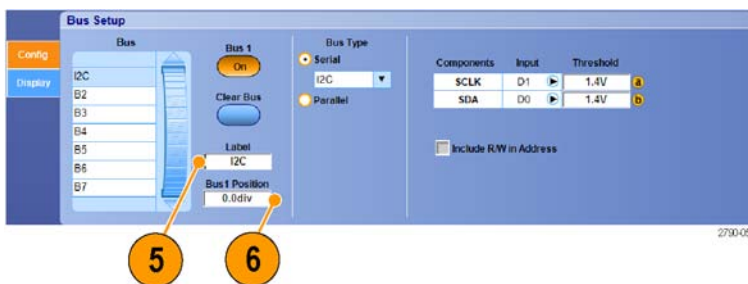 Bus Setup
Config
Display
Bus
I2C
B2
B3
B4
B5
B6
B7
Bus 1
On
Clear Bus
Label
I2C
Bus1 Position
0.0div
Bus Type
Serial
I2C
Parallel
Components Input Threshold
SCLK D1 1.4V a
SDA D0 1.4V b
Include R/W in Address
5
6